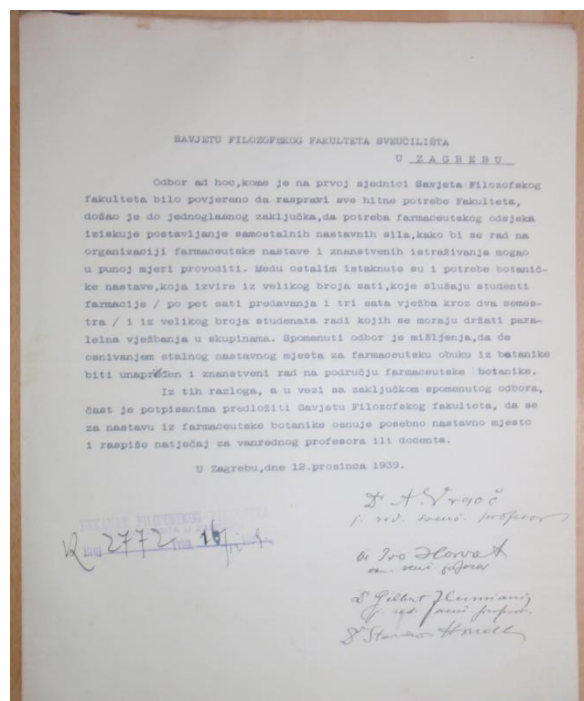 SAVJETU FILOZOFSKOG FAKULTETA SVEUČILIŠTA
U ZAGREBU
Odbor ad hoc,kome je na prvoj sjednici Savjeta Filozofskog
fakulteta bilo povjereno da raspravi sve hitne potrebe Fakulteta,
došao je do jednoglasnog zaključka,da potreba farmaceutskog odsjeka
iziskuje postavljanje samostalnih nastavnih sila,kako bi se rad na
organizaciji farmaceutske nastave i znanstvenih istraživanja mogao
u punoj mjeri provoditi. Među ostalim istaknute su i potrebe botanič-
ke nastave,koja izvire iz velikog broja sati,koje slušaju studenti
farmacije / po pet sati predavanja i tri sata vježba kroz dva semes-
tra / i iz velikog broja studenata radi kojih se moraju držati para-
lelna vježbanja u skupinama. Spomenuti odbor je mišljenja,da će
osnivanjem stalnog nastavnog mjesta za farmaceutsku obuku iz batanike
biti unapređen i znanstveni rad na području farmaceutske botanike.
Iz tih razloga, a u vezi sa zaključkom spomenutog odbora,
čast je potpisanima predložiti Savjetu Filozofskog fakulteta, da se
za nastavu iz farmaceutske botanike osnuje posebno nastavno mjesto
i raspiše natječaj za vanrednog profesora ili docenta.
U Zagrebu,dne 12.prosinca 1939.
Dr A. Vrgoč
DEKANAT FILOZOFSKOG FAKULTETA
2772 16
Dr Ivo Horvat